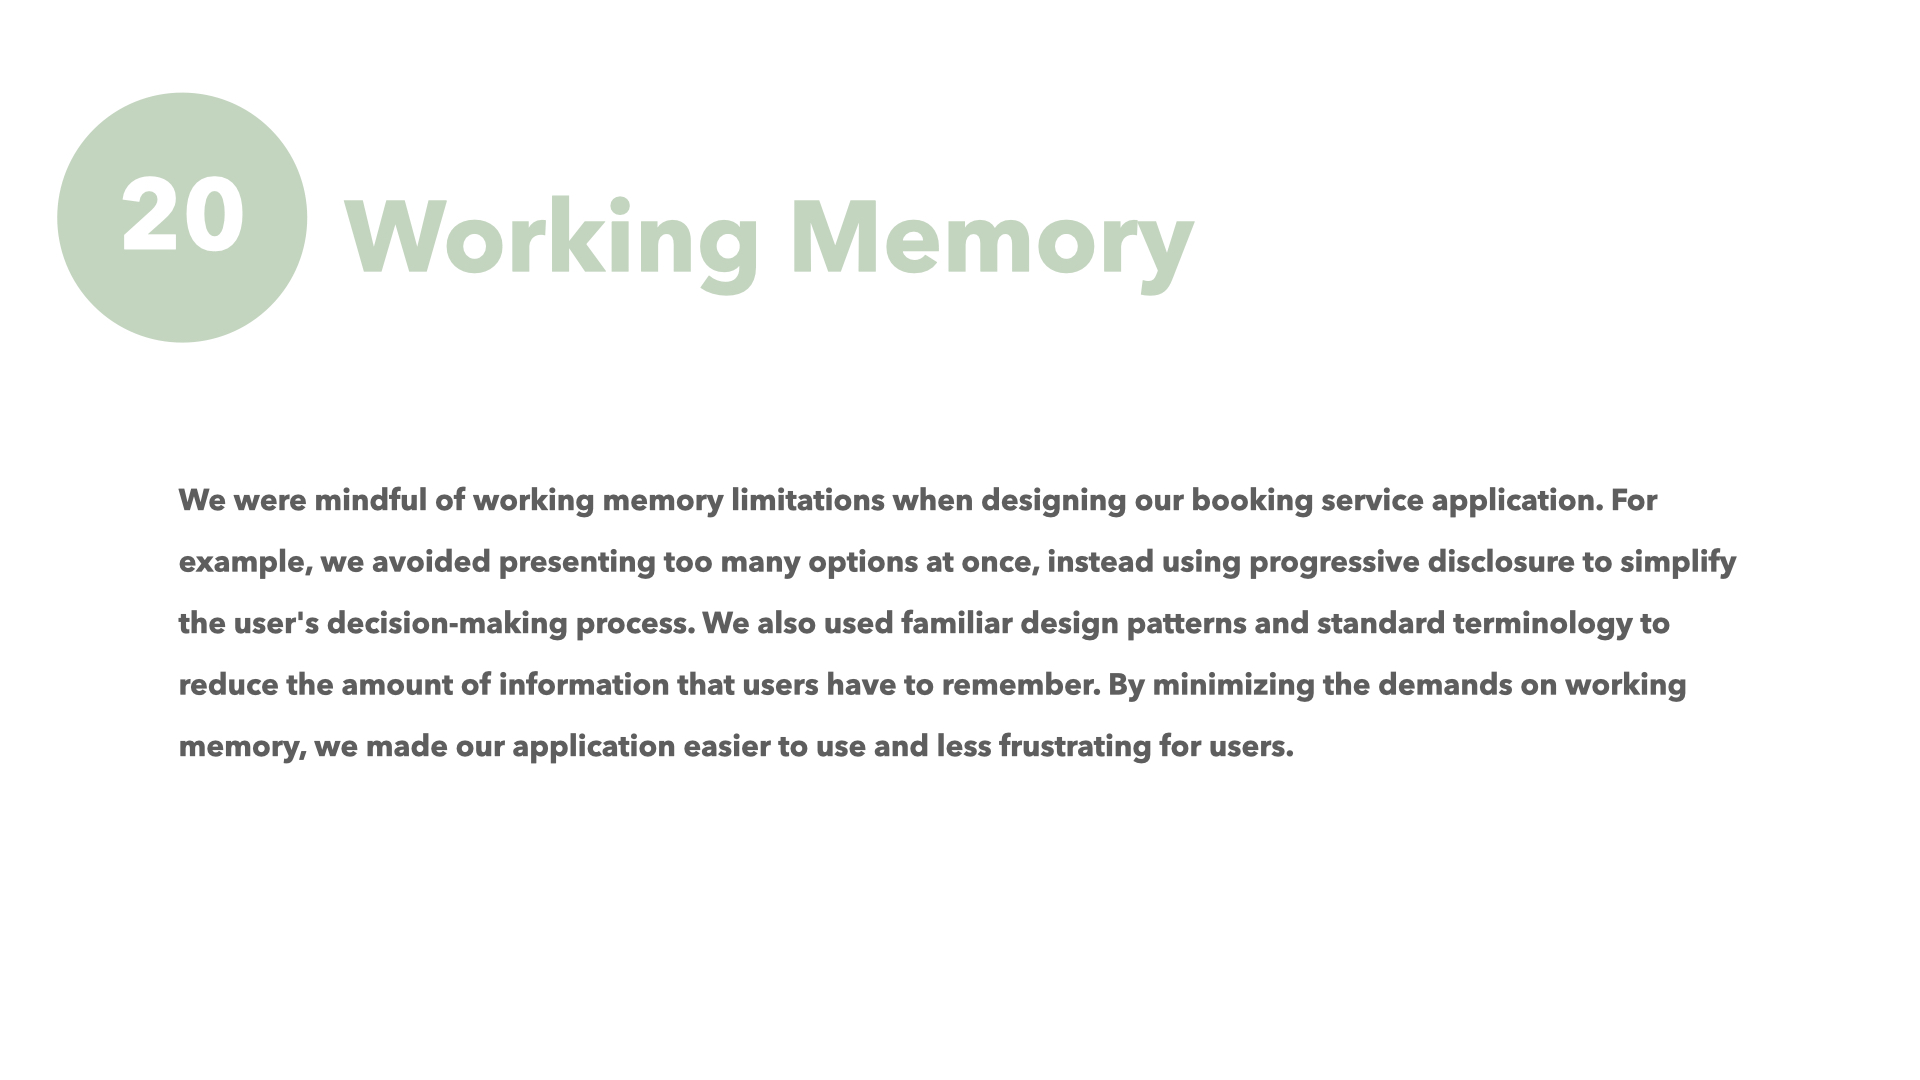 20
Working Memory
We were mindful of working memory limitations when designing our booking service application. For
example, we avoided presenting too many options at once, instead using progressive disclosure to simplify
the user's decision-making process. We also used familiar design patterns and standard terminology to
reduce the amount of information that users have to remember. By minimizing the demands on working
memory, we made our application easier to use and less frustrating for users.